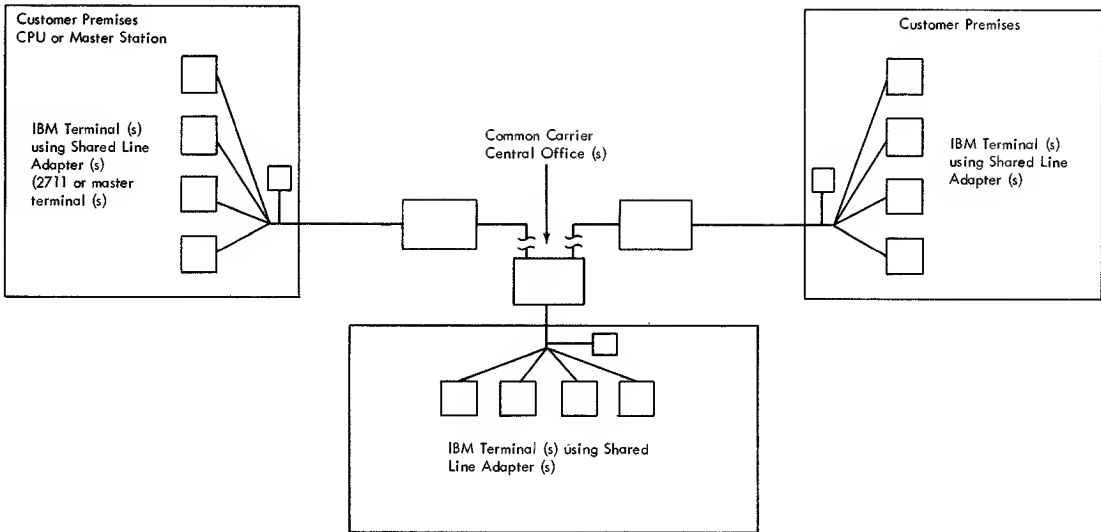 Customer Premises
CPU or Master Station
IBM Terminal (s)
using Shared Line
Adapter (s)
(2711 or master
terminal (s)
Common Carrier
Central Office (s)
Customer Premises
IBM Terminal (s)
using Shared Line
Adapter (s)
IBM Terminal (s) using Shared
Line Adapter (s)